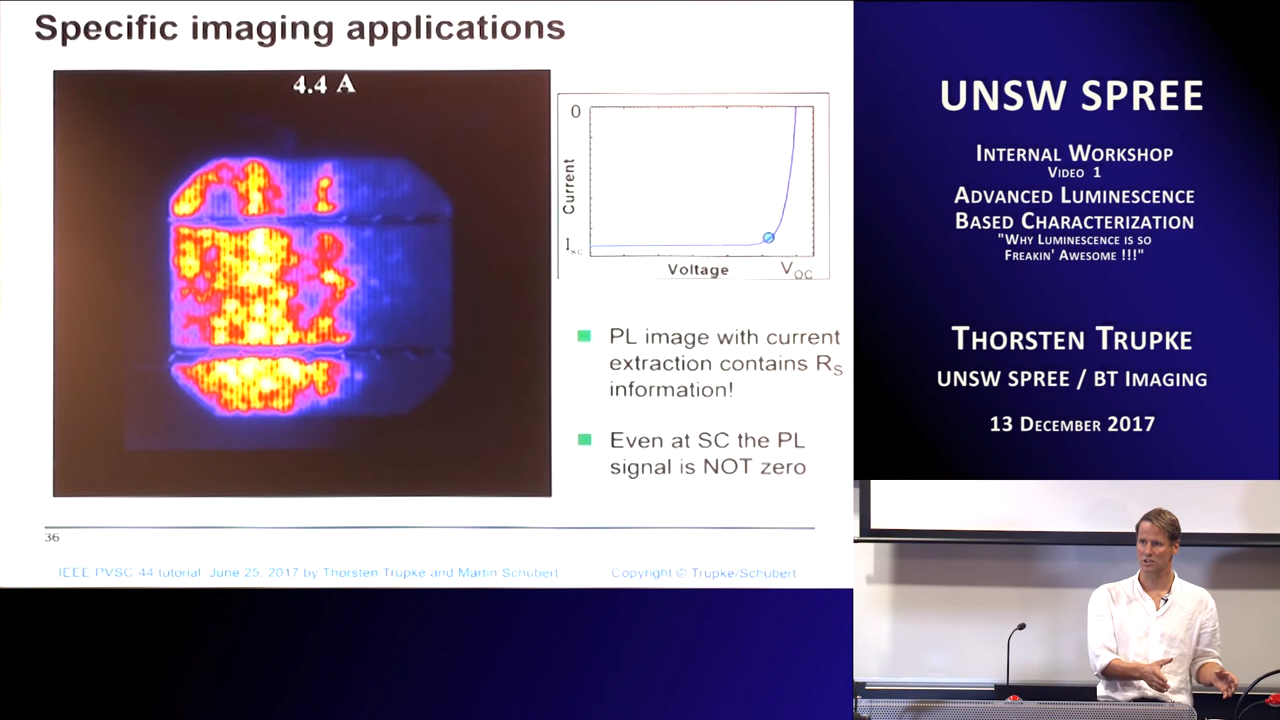 Specific imaging applications
4.4 A
0
Current
Isc
Voltage
VOC
PL image with current
extraction contains RS
information!
Even at SC the PL
signal is NOT zero
36
IEEE PVSC 44 tutorial, June 25, 2017 by Thorsten Trupke and Martin Schubert
Copyright © Trupke/Schubert
UNSW SPREE
Internal Workshop
Video 1
Advanced Luminescence
Based Characterization
"Why Luminescence is so
Freakin' Awesome !!!"
Thorsten Trupke
UNSW SPREE / BT Imaging
13 December 2017